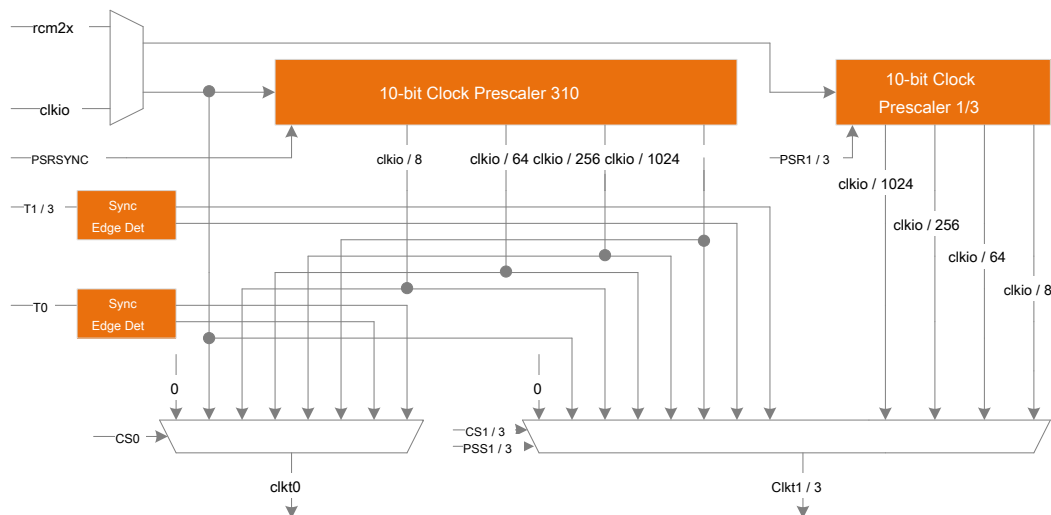 rcm2x
10-bit Clock Prescaler 310
10-bit Clock
Prescaler 1/3
clkio
PSRSYNC
clkio / 8
clkio / 64 clkio / 256 clkio / 1024
PSR1 / 3
clkio / 1024
T1 / 3
Sync
Edge Det
clkio / 256
clkio / 64
clkio / 8
T0
Sync
Edge Det
0
0
CS0
CS1 / 3
PSS1 / 3
clkt0
Clkt1 / 3